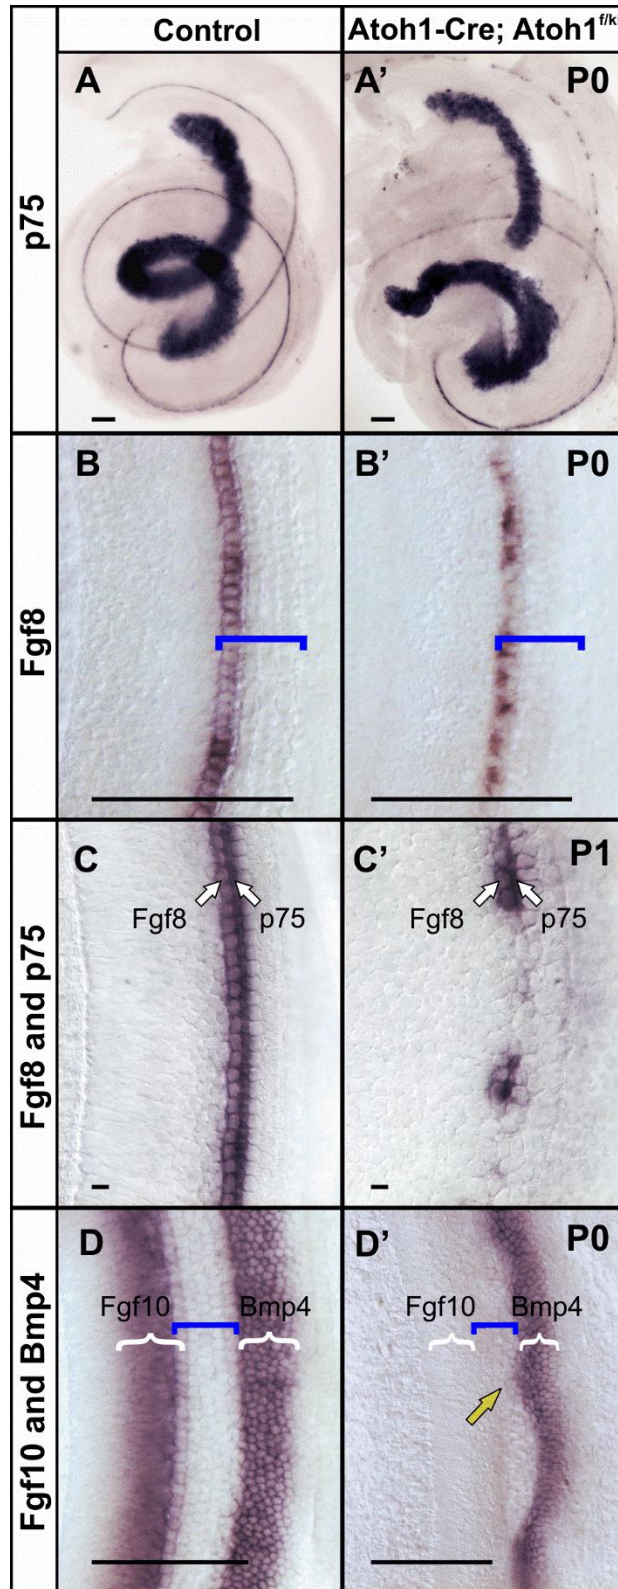 Control
Atoh1-Cre; Atoh1f/ki
p75
A
A’ P0
Fgf8
B
B’ P0
Fgf8 and p75
C
Fgf8 p75
C’ P1
Fgf8 p75
Fgf10 and Bmp4
D
Fgf10 Bmp4
D’ P0
Fgf10 Bmp4